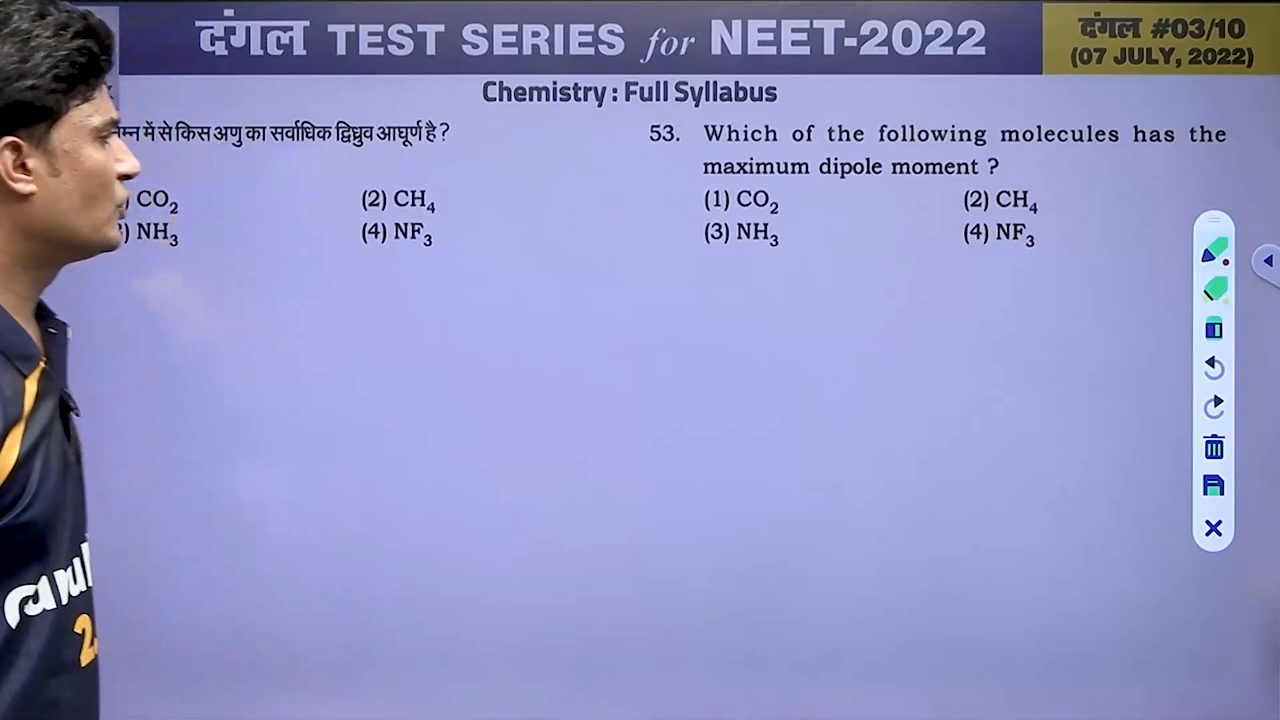 दंगल TEST SERIES for NEET-2022
दंगल #03/10
(07 JULY, 2022)
Chemistry : Full Syllabus
में से किस अणु का सर्वाधिक द्विध्रुव आघूर्ण है ?
CO₂ (2) CH₄
NH₃ (4) NF₃
53. Which of the following molecules has the
maximum dipole moment ?
(1) CO₂ (2) CH₄
(3) NH₃ (4) NF₃